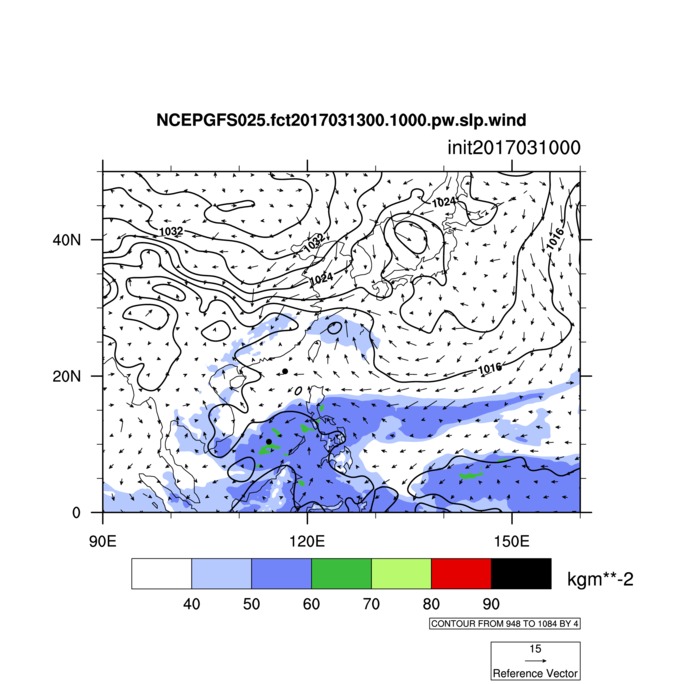 NCEPGFS025.fct2017031300.1000.pw.slp.wind
init2017031000
1024
1032
1032
1016
40N
1024
1016
20N
0
90E 120E 150E
kgm**-2
40 50 60 70 80 90
CONTOUR FROM 948 TO 1084 BY 4
15
Reference Vector